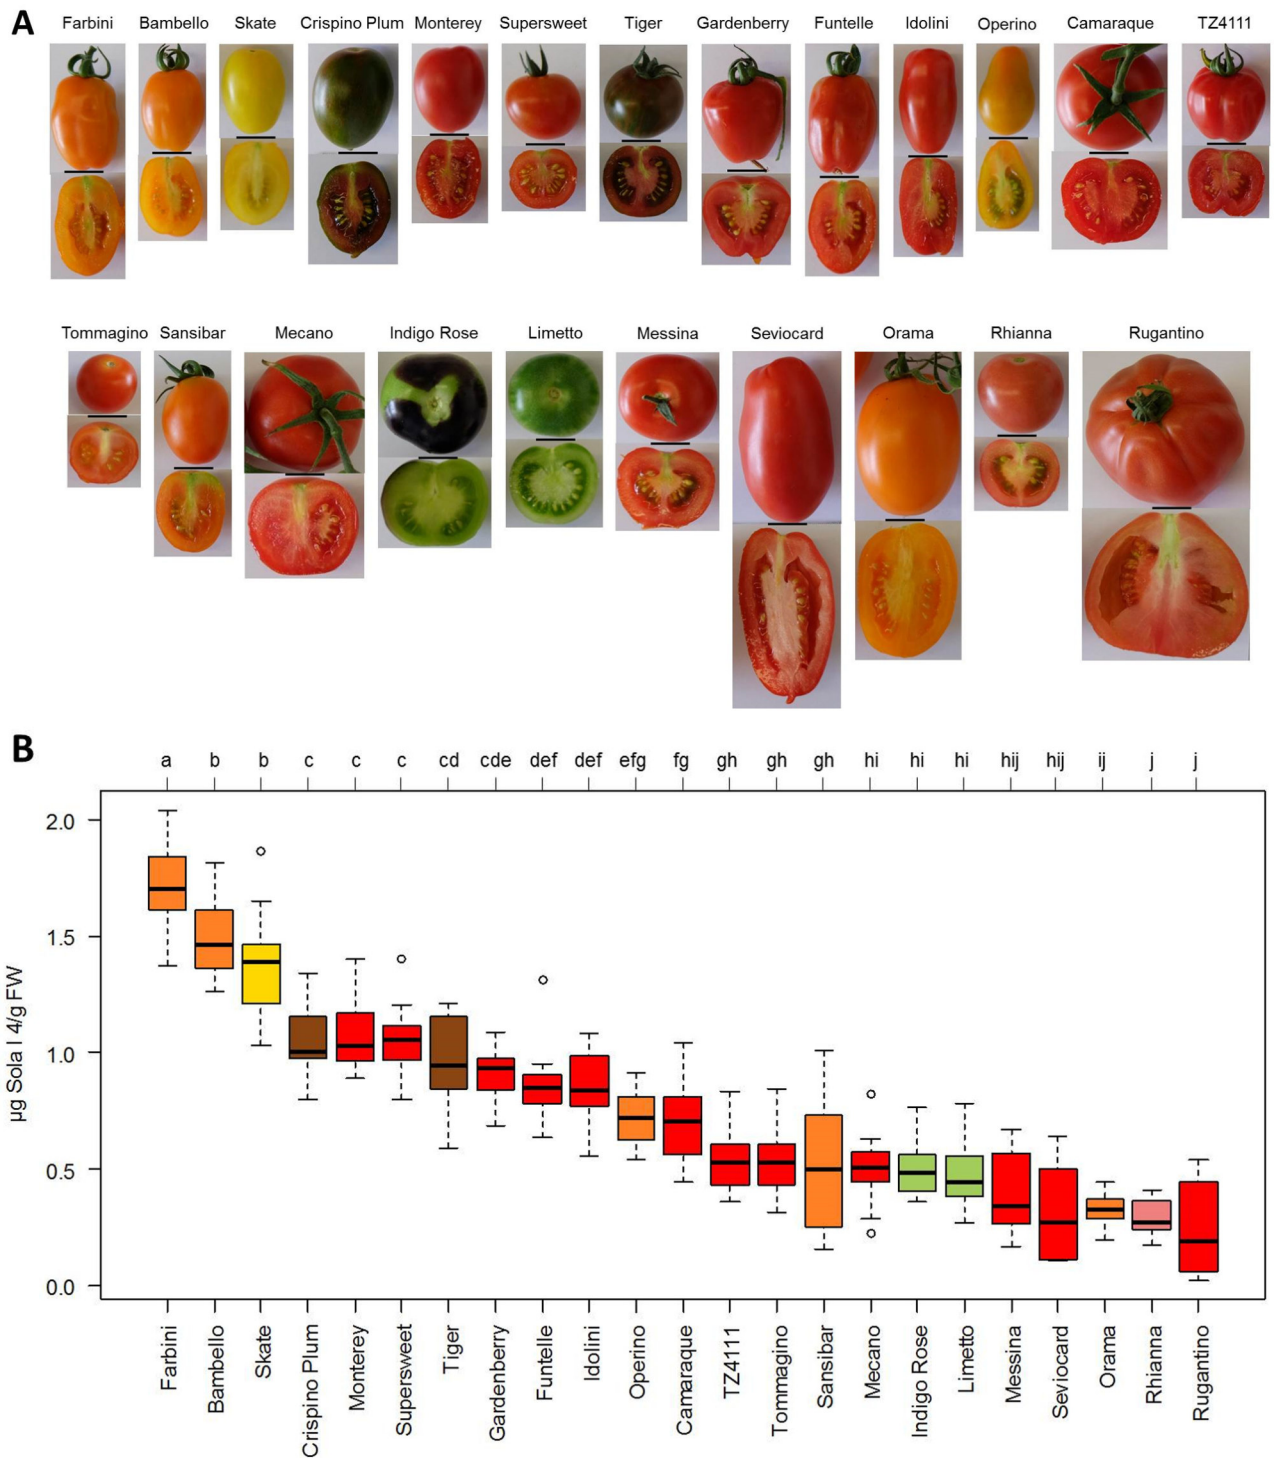 A
Farbini Bambello Skate Crispino Plum Monterey Supersweet Tiger Gardenberry Funtelle Idolini Operino Camaraque TZ4111
Tommagino Sansibar Mecano Indigo Rose Limetto Messina Seviocard Orama Rhianna Rugantino
B
a b b c c c cd cde def def efg fg gh gh gh hi hi hi hij hij ij j j
2.0
1.5
1.0
0.5
0.0
µg Sola l 4/g FW
Farbini
Bambello
Skate
Crispino Plum
Monterey
Supersweet
Tiger
Gardenberry
Funtelle
Idolini
Operino
Camaraque
TZ4111
Tommagino
Sansibar
Mecano
Indigo Rose
Limetto
Messina
Seviocard
Orama
Rhianna
Rugantino